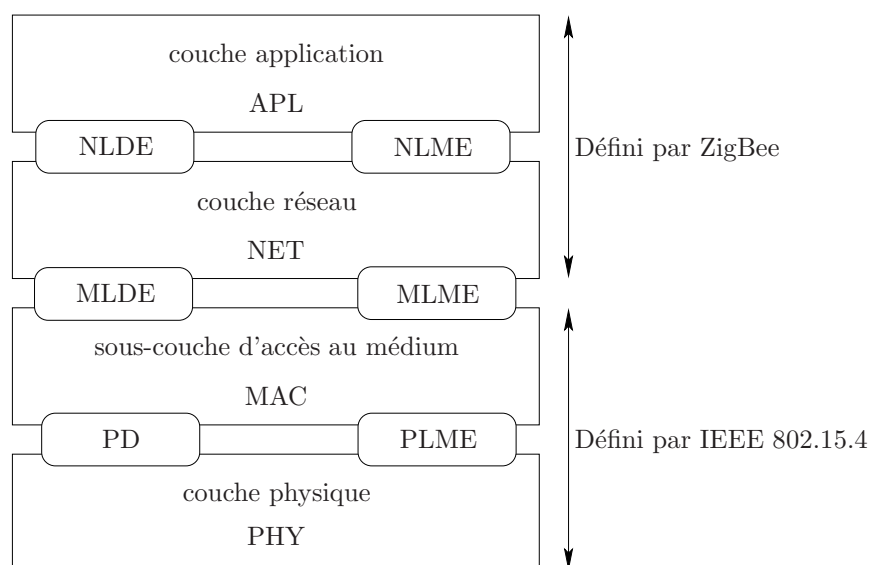 couche application
APL
NLDE
NLME
Défini par ZigBee
couche réseau
NET
MLDE
MLME
sous-couche d'accès au médium
MAC
PD
PLME
Défini par IEEE 802.15.4
couche physique
PHY